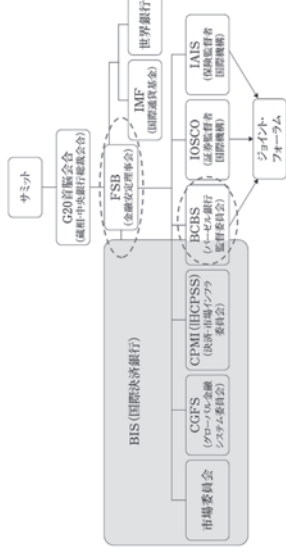 サミット
G20首脳会合
(蔵相・中央銀行総裁会合)
FSB
(金融安定理事会)
IMF
(国際通貨基金)
世界銀行
BIS(国際決済銀行)
市場委員会
CGFS
(グローバル金融
システム委員会)
CPMI(旧CPSS)
(決済・市場インフラ
委員会)
BCBS
(バーゼル銀行
監督委員会)
IOSCO
(証券監督者
国際機構)
IAIS
(保険監督者
国際機構)
ジョイント・
フォーラム